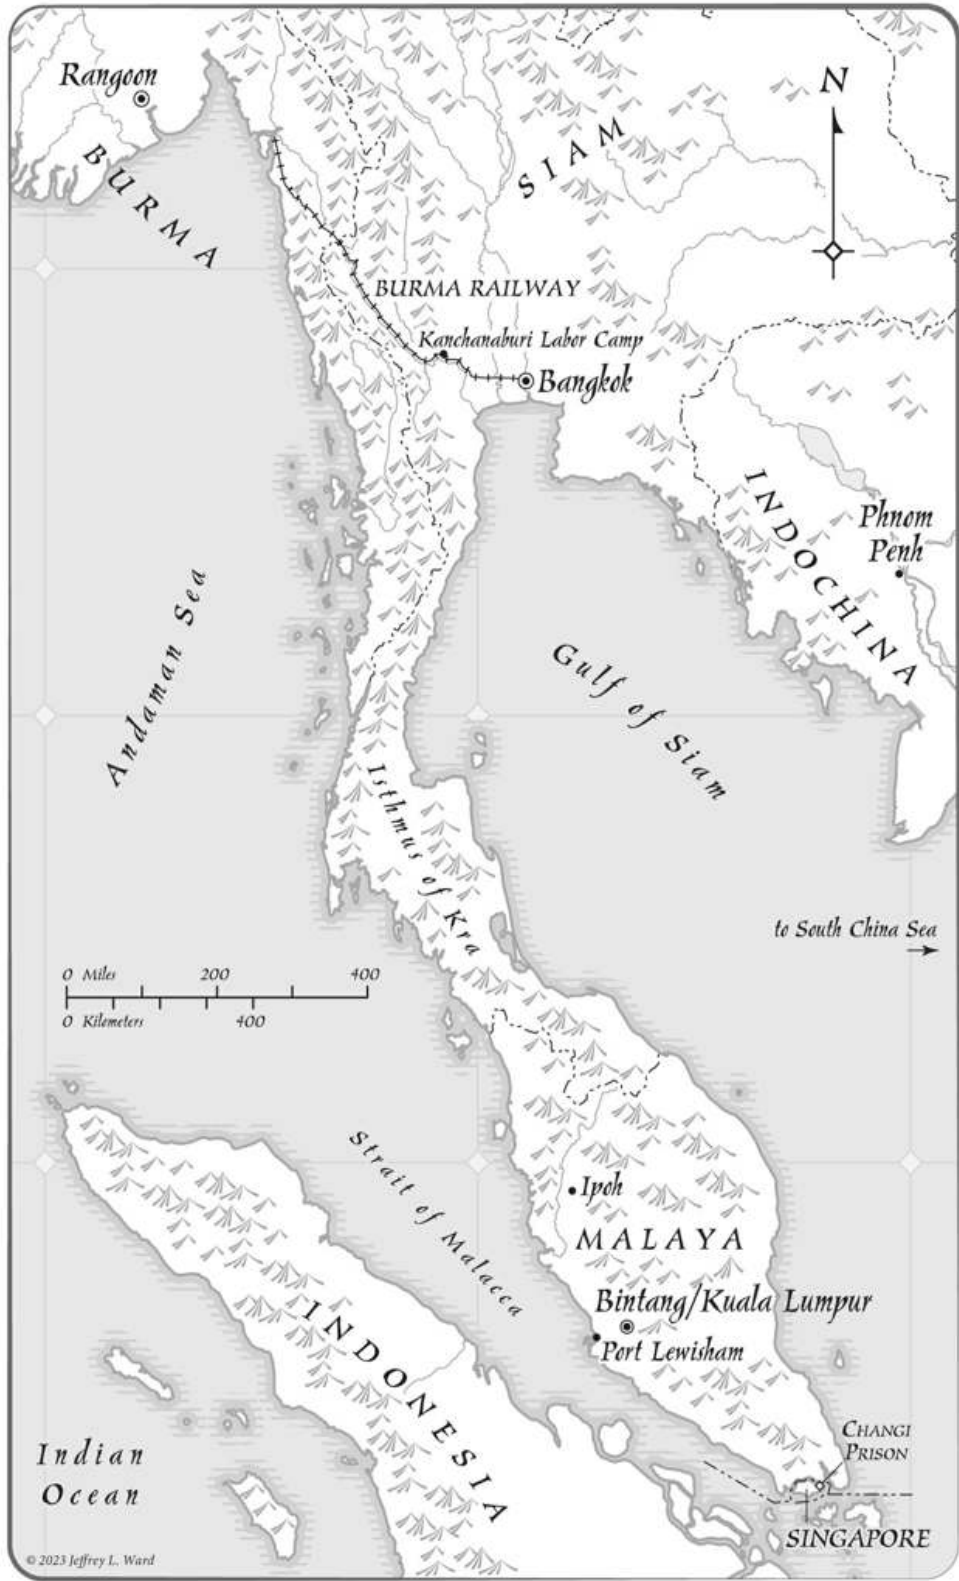 Rangoon
BURMA
SIAM
N
BURMA RAILWAY
Kanchanaburi Labor Camp
Bangkok
INDOCHINA
Phnom
Penh
Andaman Sea
Gulf of Siam
Isthmus of Kra
to South China Sea
0 Miles 200 400
0 Kilometers 400
Strait of Malacca
Ipoh
MALAYA
Bintang/Kuala Lumpur
Port Lewisham
INDONESIA
CHANGI
PRISON
Indian
Ocean
SINGAPORE
© 2023 Jeffrey L. Ward